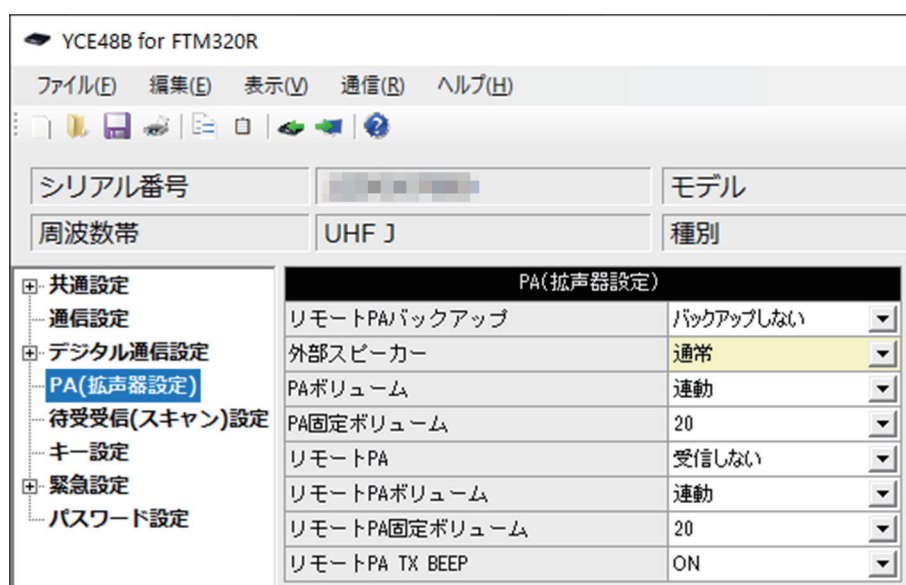 YCE48B for FTM320R
ファイル(F) 編集(E) 表示(V) 通信(R) ヘルプ(H)
シリアル番号 モデル
周波数帯 UHF J 種別
共通設定
通信設定
デジタル通信設定
PA(拡声器設定)
待受受信(スキャン)設定
キー設定
緊急設定
パスワード設定
PA(拡声器設定)
リモートPAバックアップ バックアップしない
外部スピーカー 通常
PAボリューム 連動
PA固定ボリューム 20
リモートPA 受信しない
リモートPAボリューム 連動
リモートPA固定ボリューム 20
リモートPA TX BEEP ON